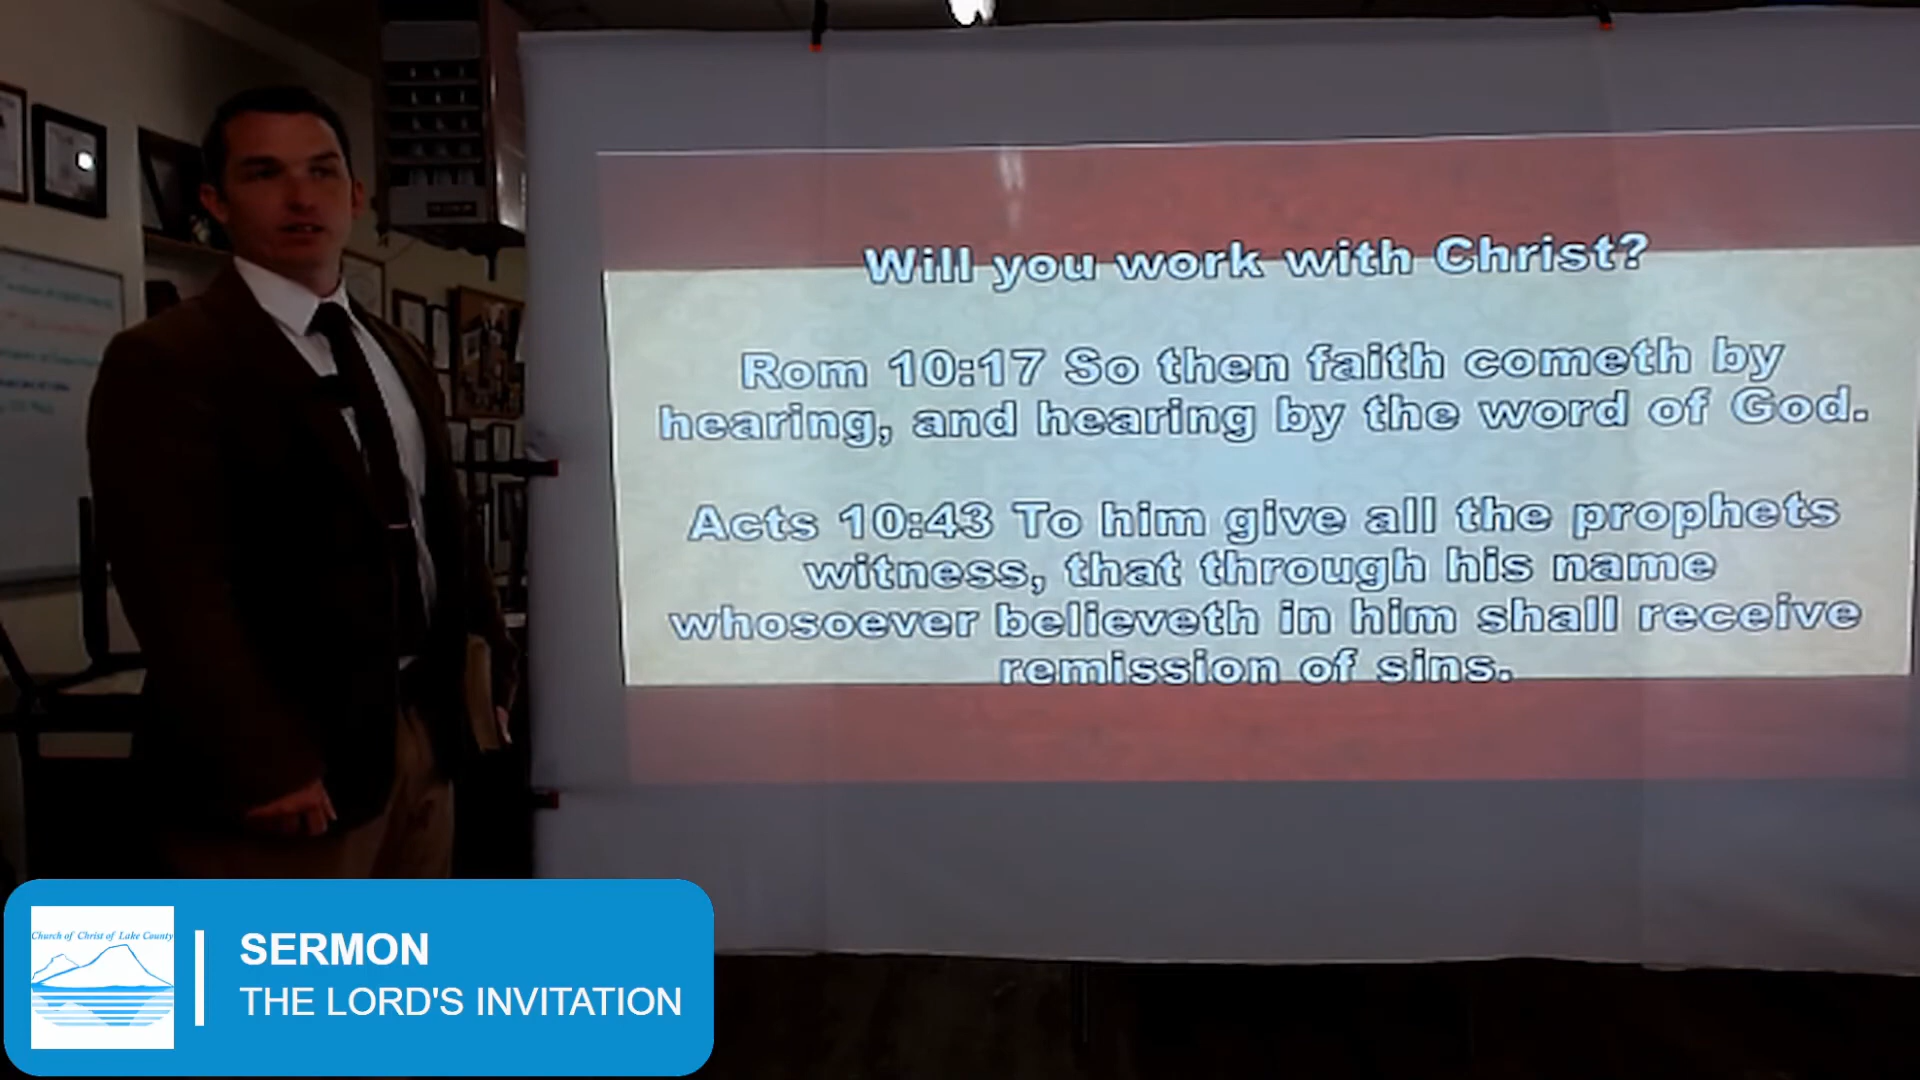 Will you work with Christ?
Rom 10:17 So then faith cometh by
hearing, and hearing by the word of God.
Acts 10:43 To him give all the prophets
witness, that through his name
whosoever believeth in him shall receive
remission of sins.
Church of Christ of Lake County
SERMON
THE LORD'S INVITATION